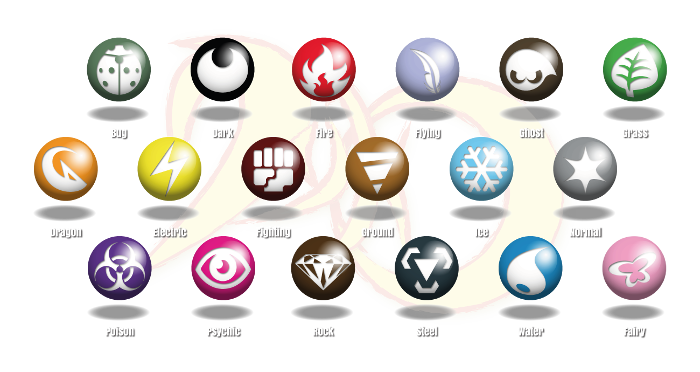 Bug Dark Fire Flying Ghost Grass
Dragon Electric Fighting Ground Ice Normal
Poison Psychic Rock Steel Water Fairy